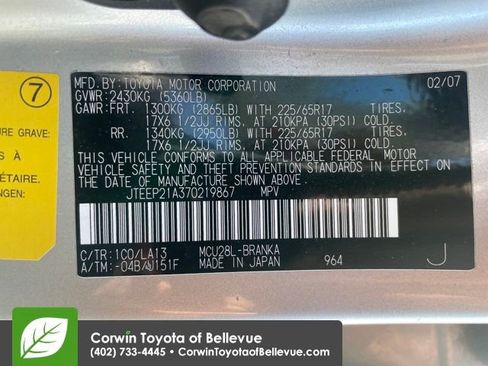 7
URE GRAVE:
S À
ÉTAIRE.
NGEN:
MFD. BY: TOYOTA MOTOR CORPORATION 02/07
GVWR: 2430KG (5360LB)
GAWR: FRT. 1300KG (2865LB) WITH 225/65R17 TIRES.
17X6 1/2JJ RIMS, AT 210KPA (30PSI) COLD.
RR. 1340KG (2950LB) WITH 225/65R17 TIRES.
17X6 1/2JJ RIMS, AT 210KPA (30PSI) COLD.
THIS VEHICLE CONFORMS TO ALL APPLICABLE FEDERAL MOTOR
VEHICLE SAFETY AND THEFT PREVENTION STANDARDS IN EFFECT ON
THE DATE OF MANUFACTURE SHOWN ABOVE.
JTEEP21A370219867 MPV
C/TR: 1C0/LA13 MCU28L-BRANKA
A/TM: -04B/U151F MADE IN JAPAN 964 J
Corwin Toyota of Bellevue
(402) 733-4445 • CorwinToyotaofBellevue.com